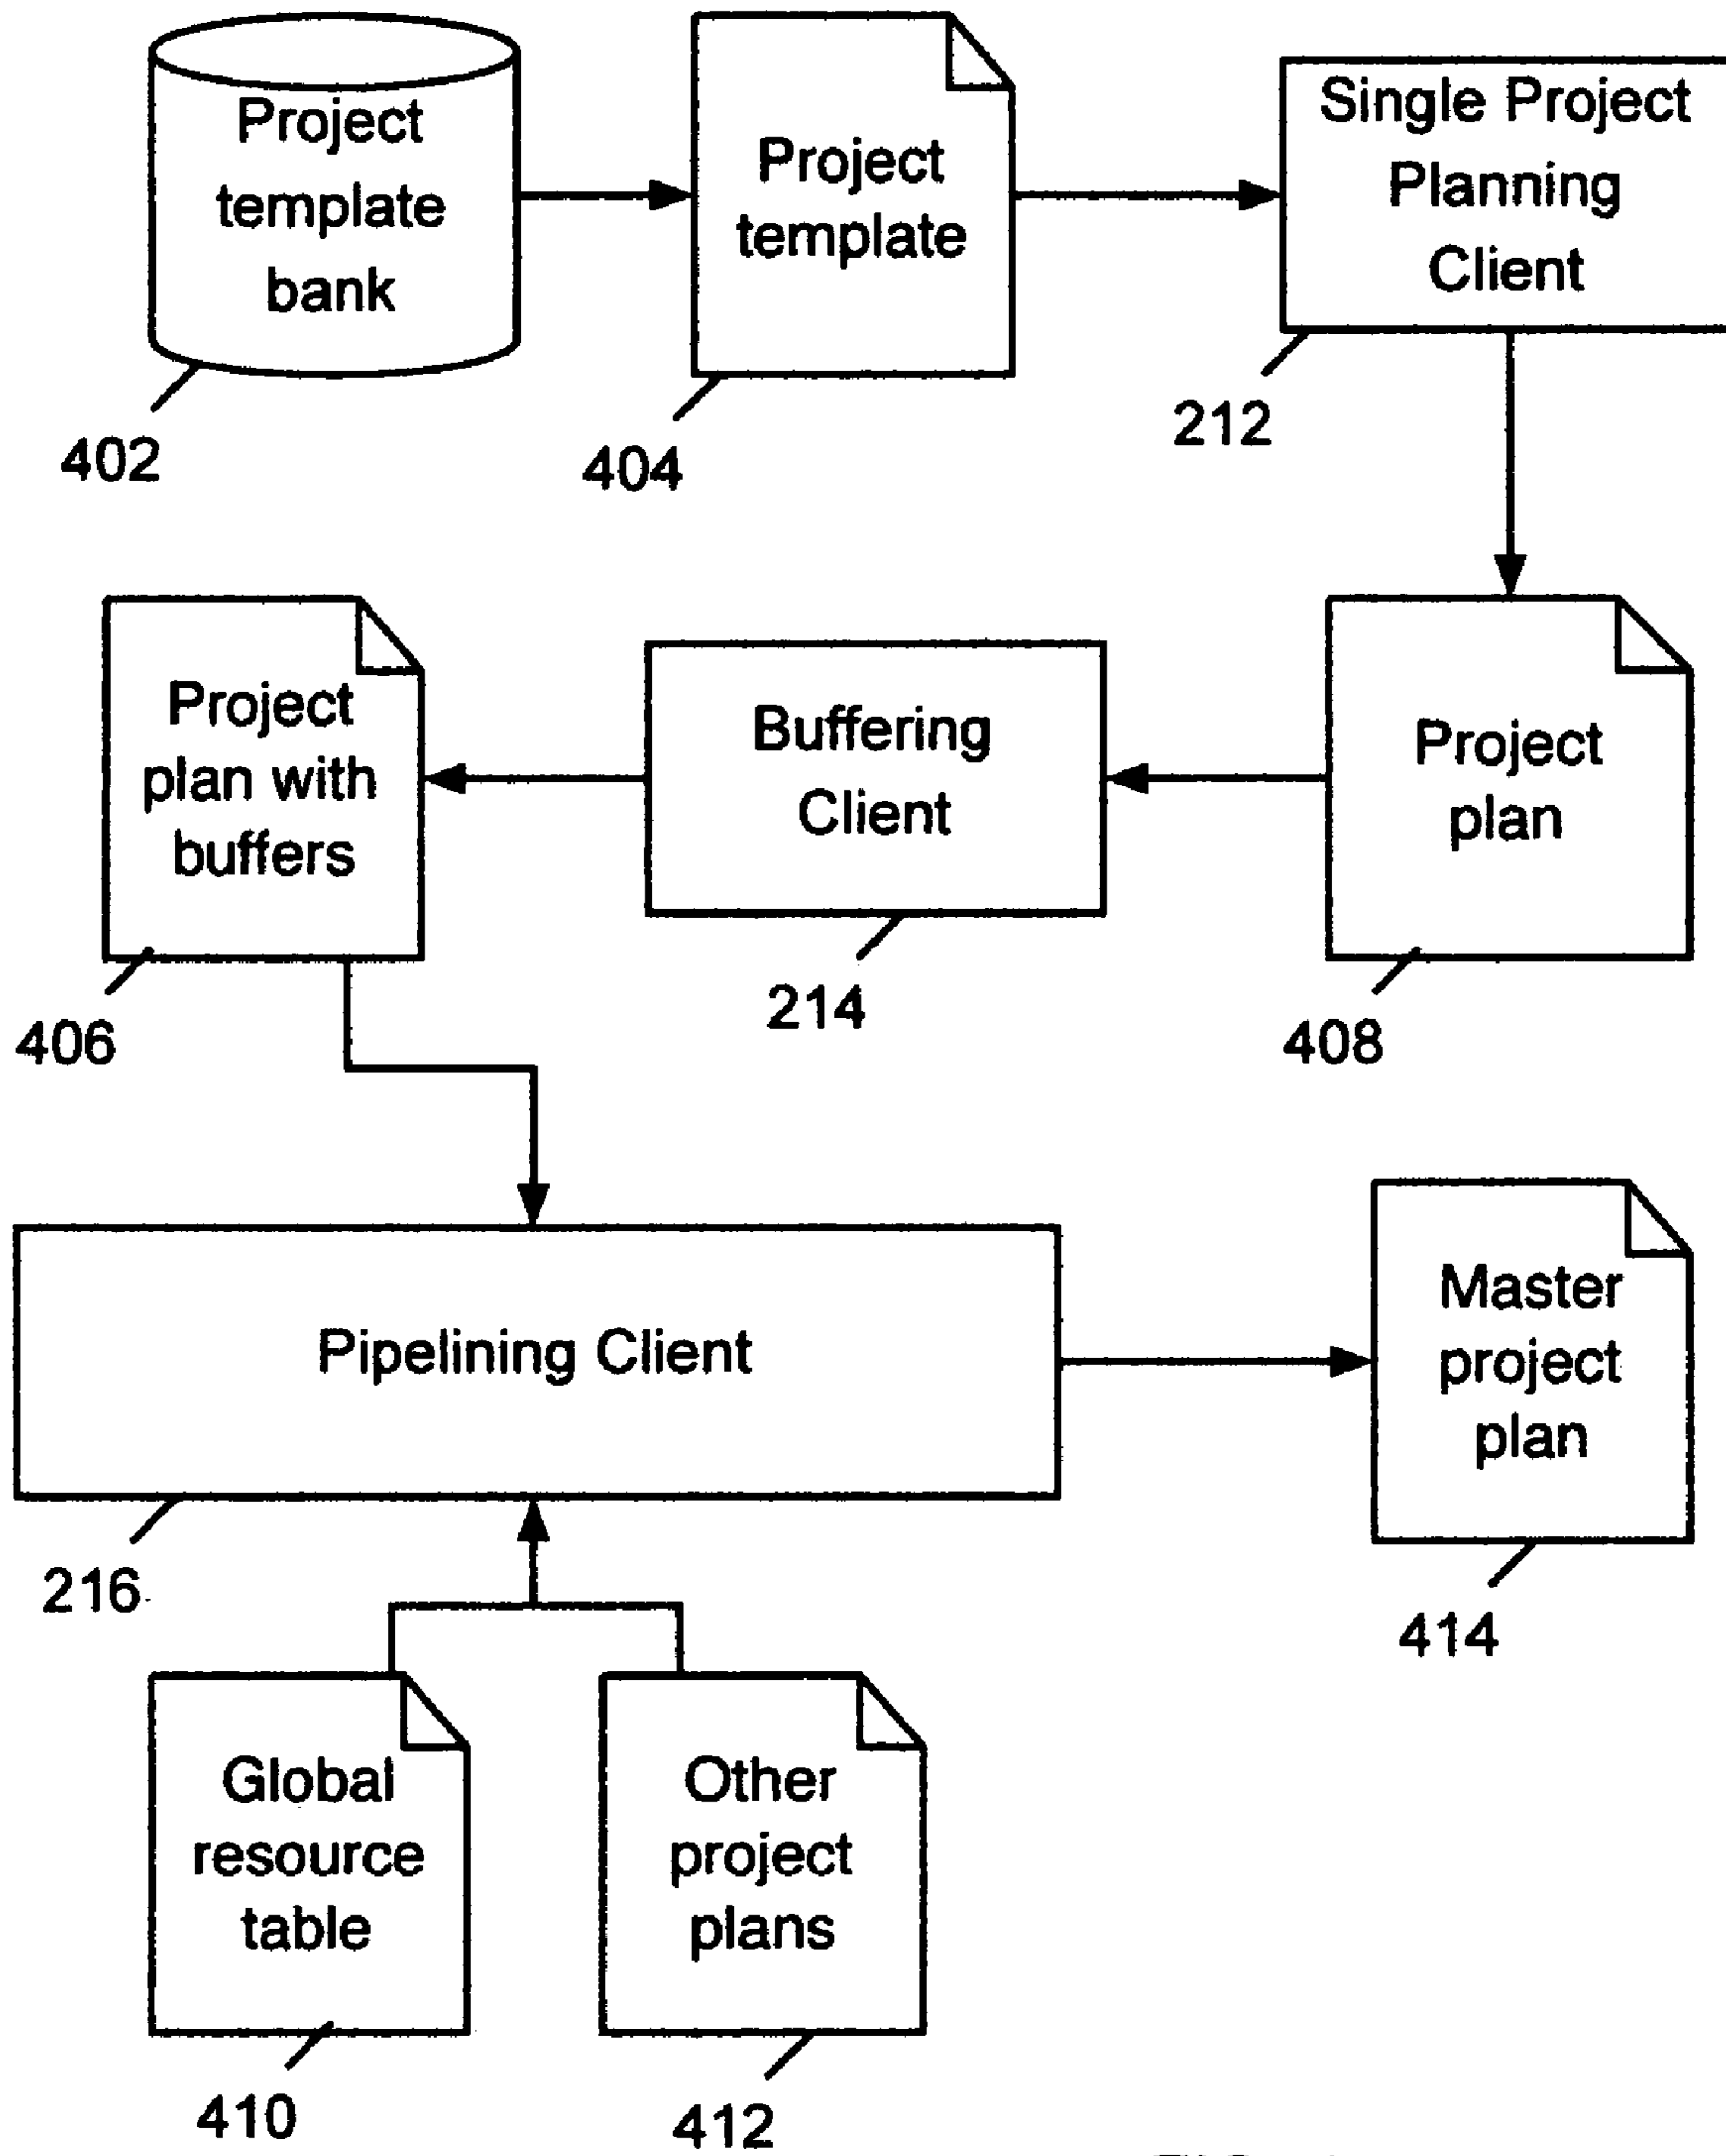 Project
template
bank
402
Project
template
404
Single Project
Planning
Client
212
Project
plan with
buffers
406
Buffering
Client
214
Project
plan
408
Pipelining Client
216
Master
project
plan
414
Global
resource
table
410
Other
project
plans
412